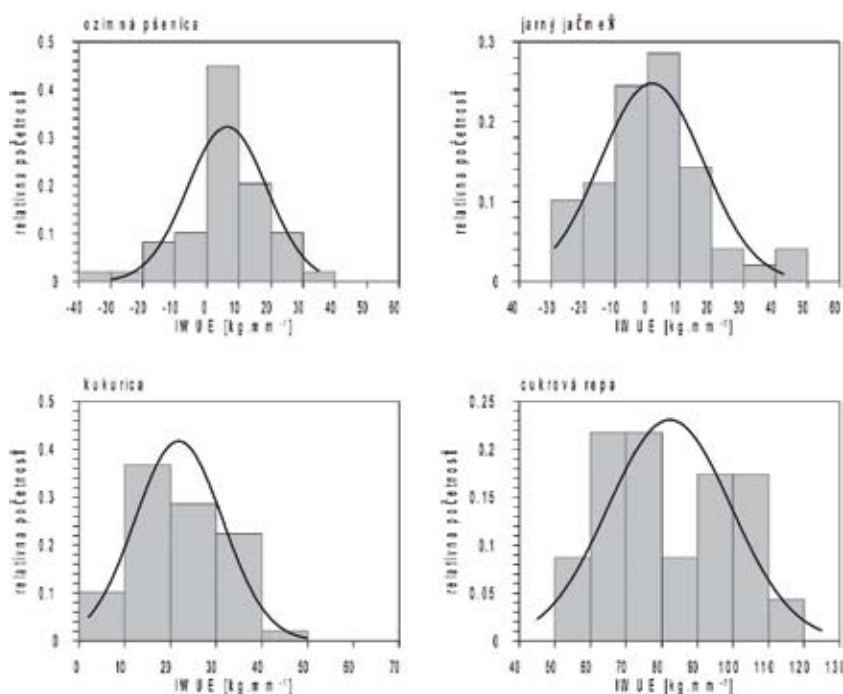 ozimná pšenica
0.5
0.4
0.3
0.2
0.1
0
relatívna početnosť
-40 -30 -20 -10 0 10 20 30 40 50 60
IWUE [kg.mm⁻¹]
jarný jačmeň
0.3
0.2
0.1
0
relatívna početnosť
40 -30 -20 -10 0 10 20 30 40 50 60
IWUE [kg.mm⁻¹]
kukurica
0.5
0.4
0.3
0.2
0.1
0
relatívna početnosť
0 10 20 30 40 50 60 70
IWUE [kg.mm⁻¹]
cukrová repa
0.25
0.2
0.15
0.1
0.05
0
relatívna početnosť
40 50 60 70 80 90 100 110 120 130
IWUE [kg.mm⁻¹]